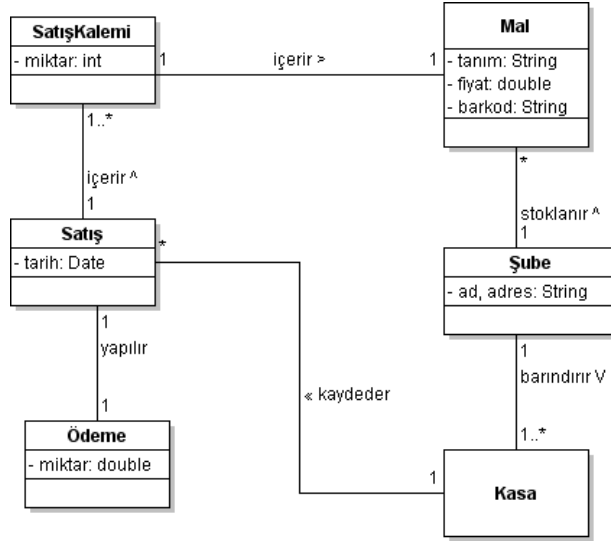 SatışKalemi
- miktar: int
1
içerir >
1
Mal
- tanım: String
- fiyat: double
- barkod: String
1..*
içerir ^
1
*
stoklanır ^
1
Satış
- tarih: Date
*
Şube
- ad, adres: String
1
yapılır
1
1
barındırır V
1..*
« kaydeder
Ödeme
- miktar: double
1
Kasa